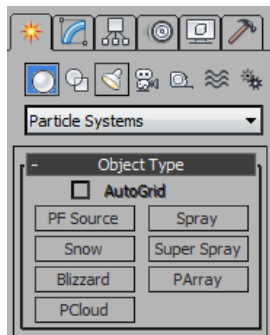 Particle Systems
- Object Type
AutoGrid
PF Source Spray
Snow Super Spray
Blizzard PArray
PCloud